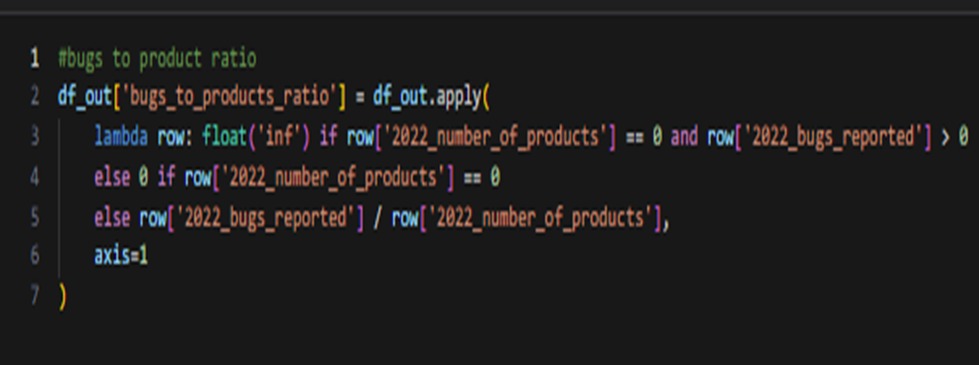 1 #bugs to product ratio
2 df_out['bugs_to_products_ratio'] = df_out.apply(
3 lambda row: float('inf') if row['2022_number_of_products'] == 0 and row['2022_bugs_reported'] > 0
4 else 0 if row['2022_number_of_products'] == 0
5 else row['2022_bugs_reported'] / row['2022_number_of_products'],
6 axis=1
7 )